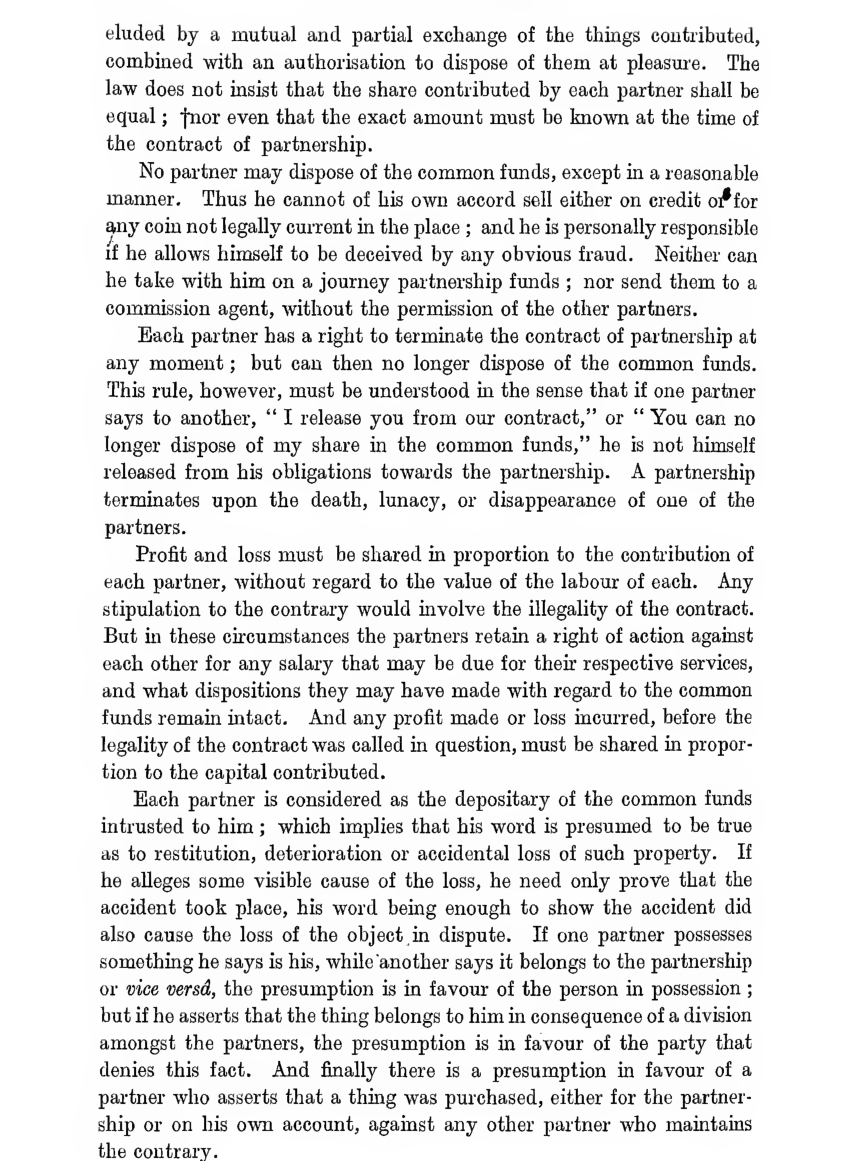 eluded by a mutual and partial exchange of the things contributed,
combined with an authorisation to dispose of them at pleasure. The
law does not insist that the share contributed by each partner shall be
equal ; †nor even that the exact amount must be known at the time of
the contract of partnership.
No partner may dispose of the common funds, except in a reasonable
manner. Thus he cannot of his own accord sell either on credit or for
any coin not legally current in the place ; and he is personally responsible
if he allows himself to be deceived by any obvious fraud. Neither can
he take with him on a journey partnership funds ; nor send them to a
commission agent, without the permission of the other partners.
Each partner has a right to terminate the contract of partnership at
any moment ; but can then no longer dispose of the common funds.
This rule, however, must be understood in the sense that if one partner
says to another, “ I release you from our contract,” or “ You can no
longer dispose of my share in the common funds,” he is not himself
released from his obligations towards the partnership. A partnership
terminates upon the death, lunacy, or disappearance of one of the
partners.
Profit and loss must be shared in proportion to the contribution of
each partner, without regard to the value of the labour of each. Any
stipulation to the contrary would involve the illegality of the contract.
But in these circumstances the partners retain a right of action against
each other for any salary that may be due for their respective services,
and what dispositions they may have made with regard to the common
funds remain intact. And any profit made or loss incurred, before the
legality of the contract was called in question, must be shared in propor-
tion to the capital contributed.
Each partner is considered as the depositary of the common funds
intrusted to him ; which implies that his word is presumed to be true
as to restitution, deterioration or accidental loss of such property. If
he alleges some visible cause of the loss, he need only prove that the
accident took place, his word being enough to show the accident did
also cause the loss of the object in dispute. If one partner possesses
something he says is his, while another says it belongs to the partnership
or vice versâ, the presumption is in favour of the person in possession ;
but if he asserts that the thing belongs to him in consequence of a division
amongst the partners, the presumption is in favour of the party that
denies this fact. And finally there is a presumption in favour of a
partner who asserts that a thing was purchased, either for the partner-
ship or on his own account, against any other partner who maintains
the contrary.